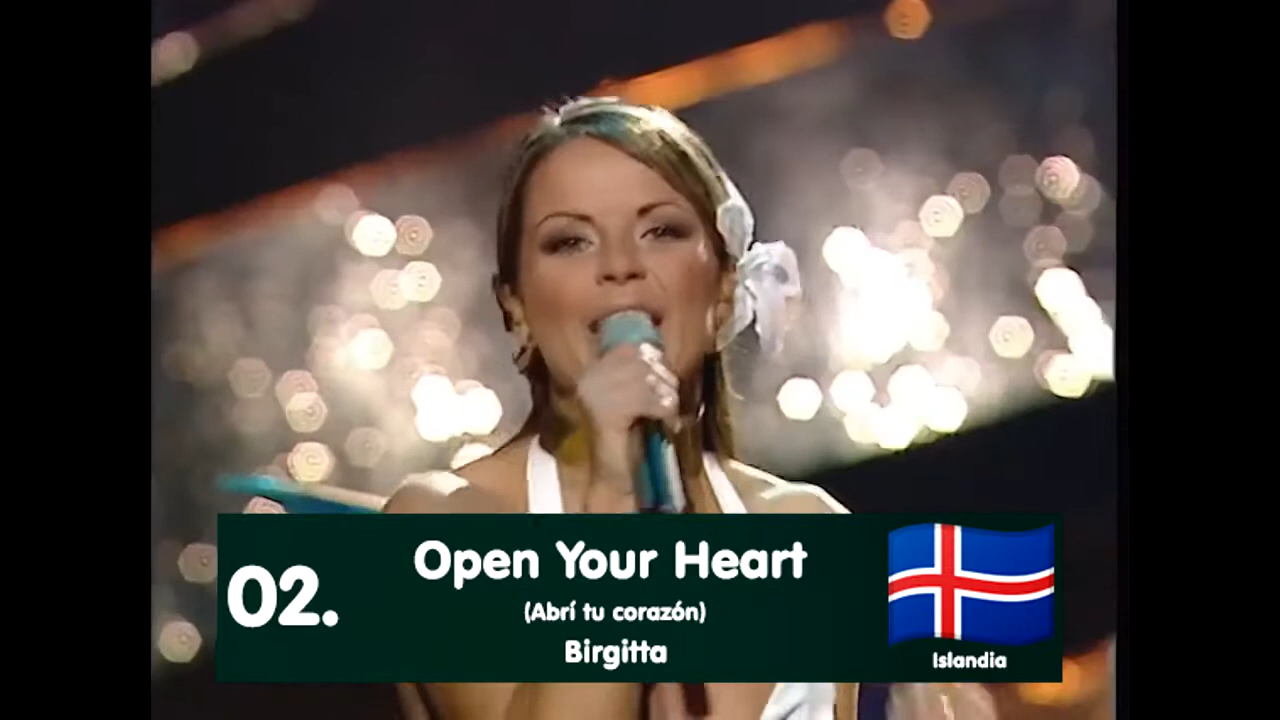 02.
Open Your Heart
(Abrí tu corazón)
Birgitta
Islandia